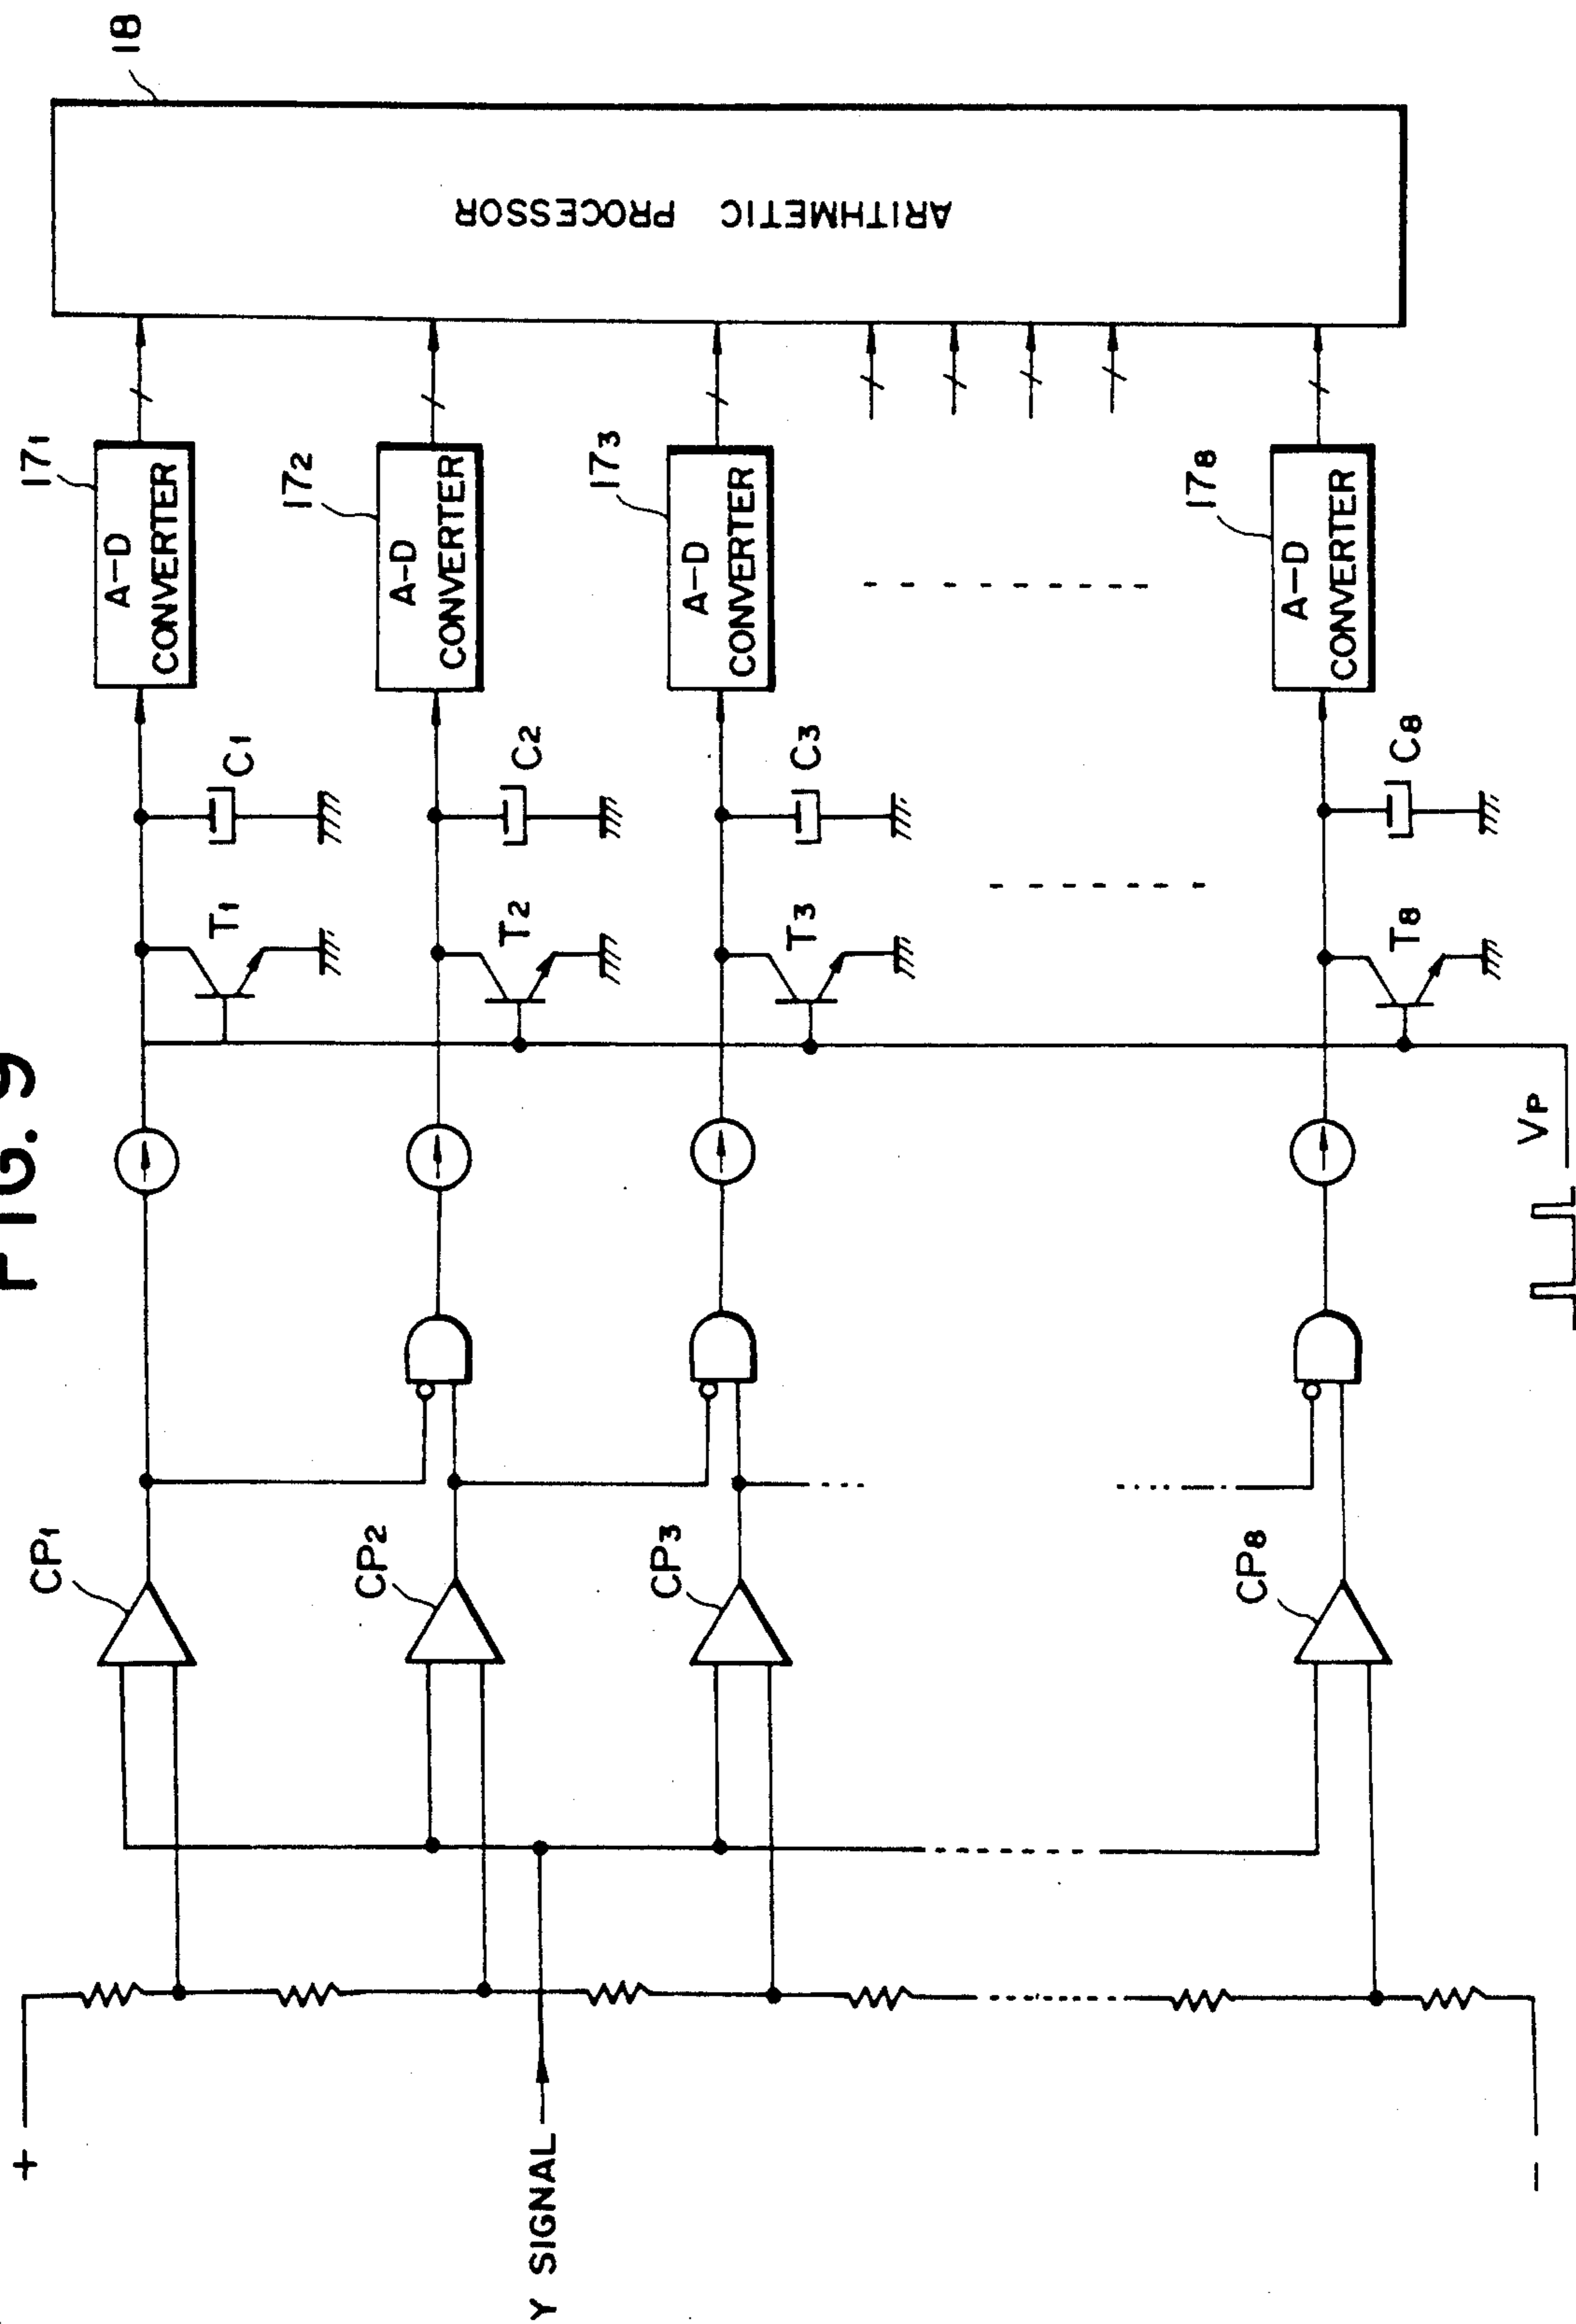 FIG. 9
18
ARITHMETIC PROCESSOR
171
A-D
CONVERTER
172
A-D
CONVERTER
173
A-D
CONVERTER
178
A-D
CONVERTER
C1
C2
C3
C8
T1
T2
T3
T8
VP
CP1
CP2
CP3
CP8
+
Y SIGNAL
−